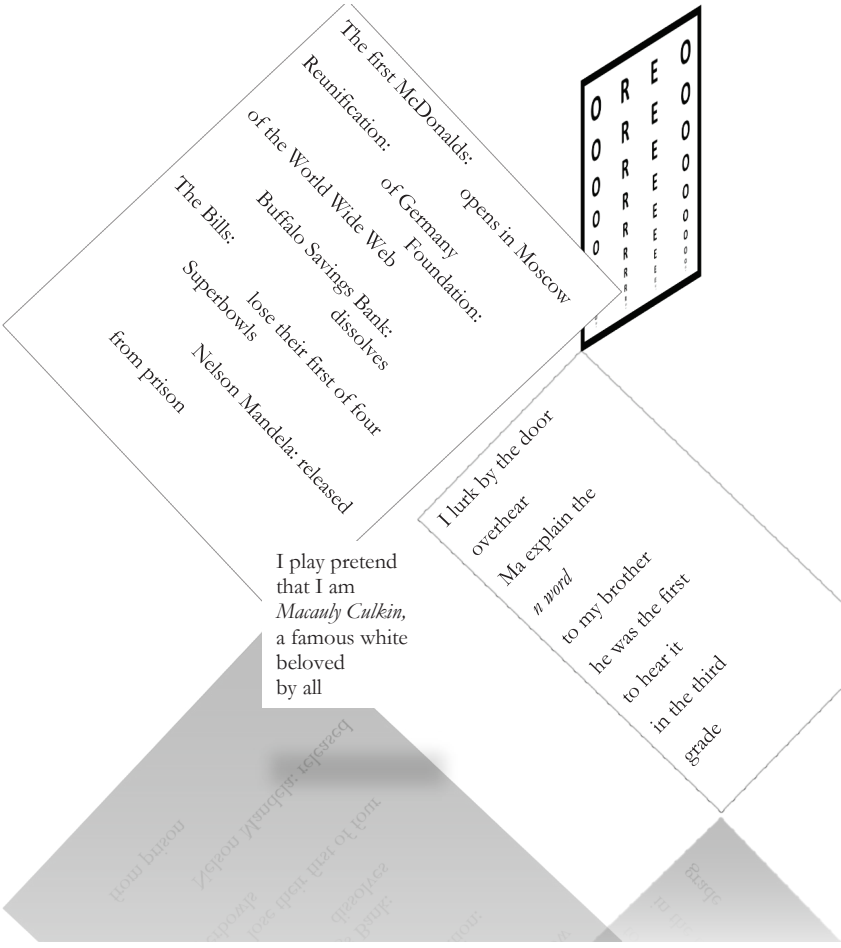 The first McDonalds:
opens in Moscow
Reunification:
of Germany
Foundation:
of the World Wide Web
Buffalo Savings Bank:
dissolves
The Bills:
lose their first of four
Superbowls
Nelson Mandela: released
from prison
O R E O
O R E O
O R E O
O R E O
O R E O
R E O
R E O
R E O
I lurk by the door
overhear
Ma explain the
n word
to my brother
he was the first
to hear it
in the third
grade
I play pretend
that I am
Macauly Culkin,
a famous white
beloved
by all